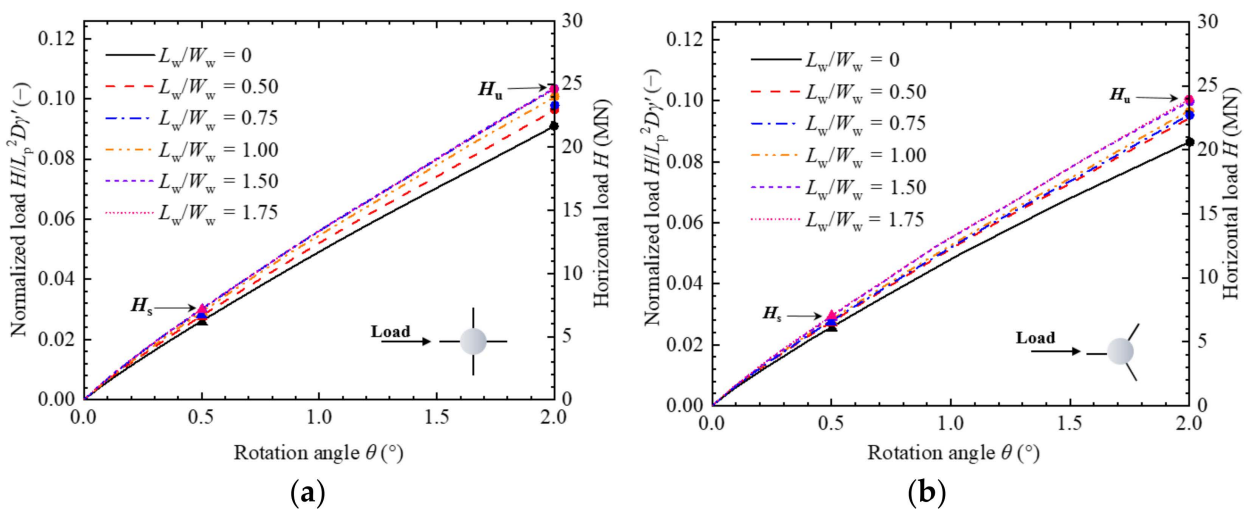 Normalized load H/Lp²Dγ′ (−)
0.12
0.10
0.08
0.06
0.04
0.02
0.00
Lw/Ww = 0
Lw/Ww = 0.50
Lw/Ww = 0.75
Lw/Ww = 1.00
Lw/Ww = 1.50
Lw/Ww = 1.75
Hu
Hs
Load
30
25
20
15
10
5
0
Horizontal load H (MN)
0.0 0.5 1.0 1.5 2.0
Rotation angle θ (°)
(a)
Normalized load H/Lp²Dγ′ (−)
0.12
0.10
0.08
0.06
0.04
0.02
0.00
Lw/Ww = 0
Lw/Ww = 0.50
Lw/Ww = 0.75
Lw/Ww = 1.00
Lw/Ww = 1.50
Lw/Ww = 1.75
Hu
Hs
Load
30
25
20
15
10
5
0
Horizontal load H (MN)
0.0 0.5 1.0 1.5 2.0
Rotation angle θ (°)
(b)